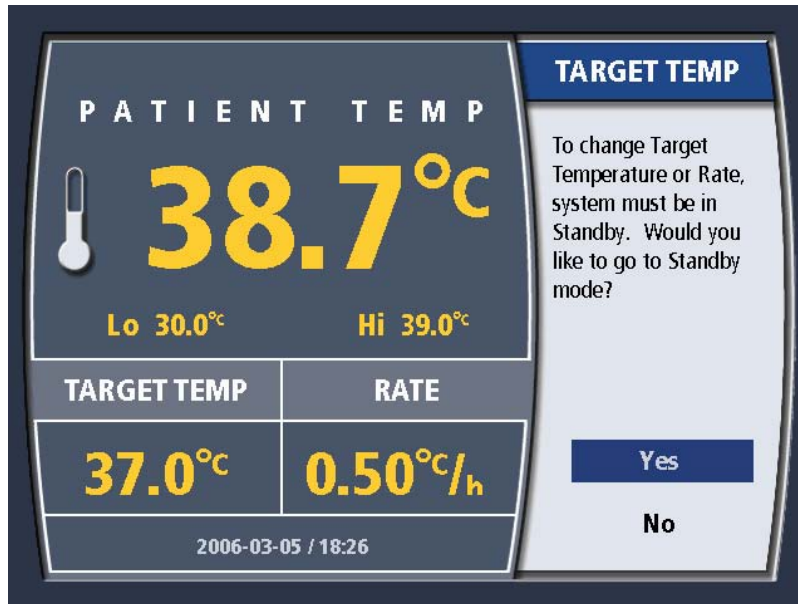 PATIENT TEMP
38.7°C
Lo 30.0°C Hi 39.0°C
TARGET TEMP RATE
37.0°C 0.50°C/h
2006-03-05 / 18:26
TARGET TEMP
To change Target
Temperature or Rate,
system must be in
Standby. Would you
like to go to Standby
mode?
Yes
No